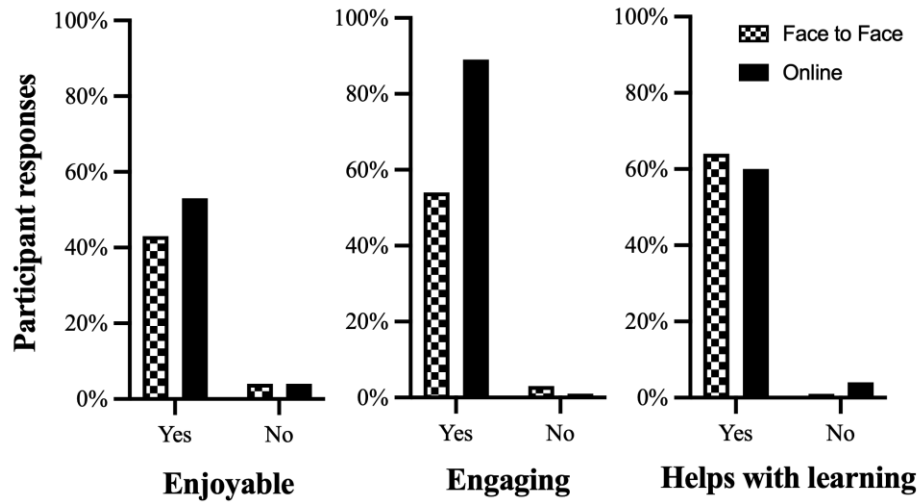 Participant responses
100%
80%
60%
40%
20%
0%
Yes
No
Enjoyable
100%
80%
60%
40%
20%
0%
Yes
No
Engaging
100%
80%
60%
40%
20%
0%
Yes
No
Helps with learning
Face to Face
Online